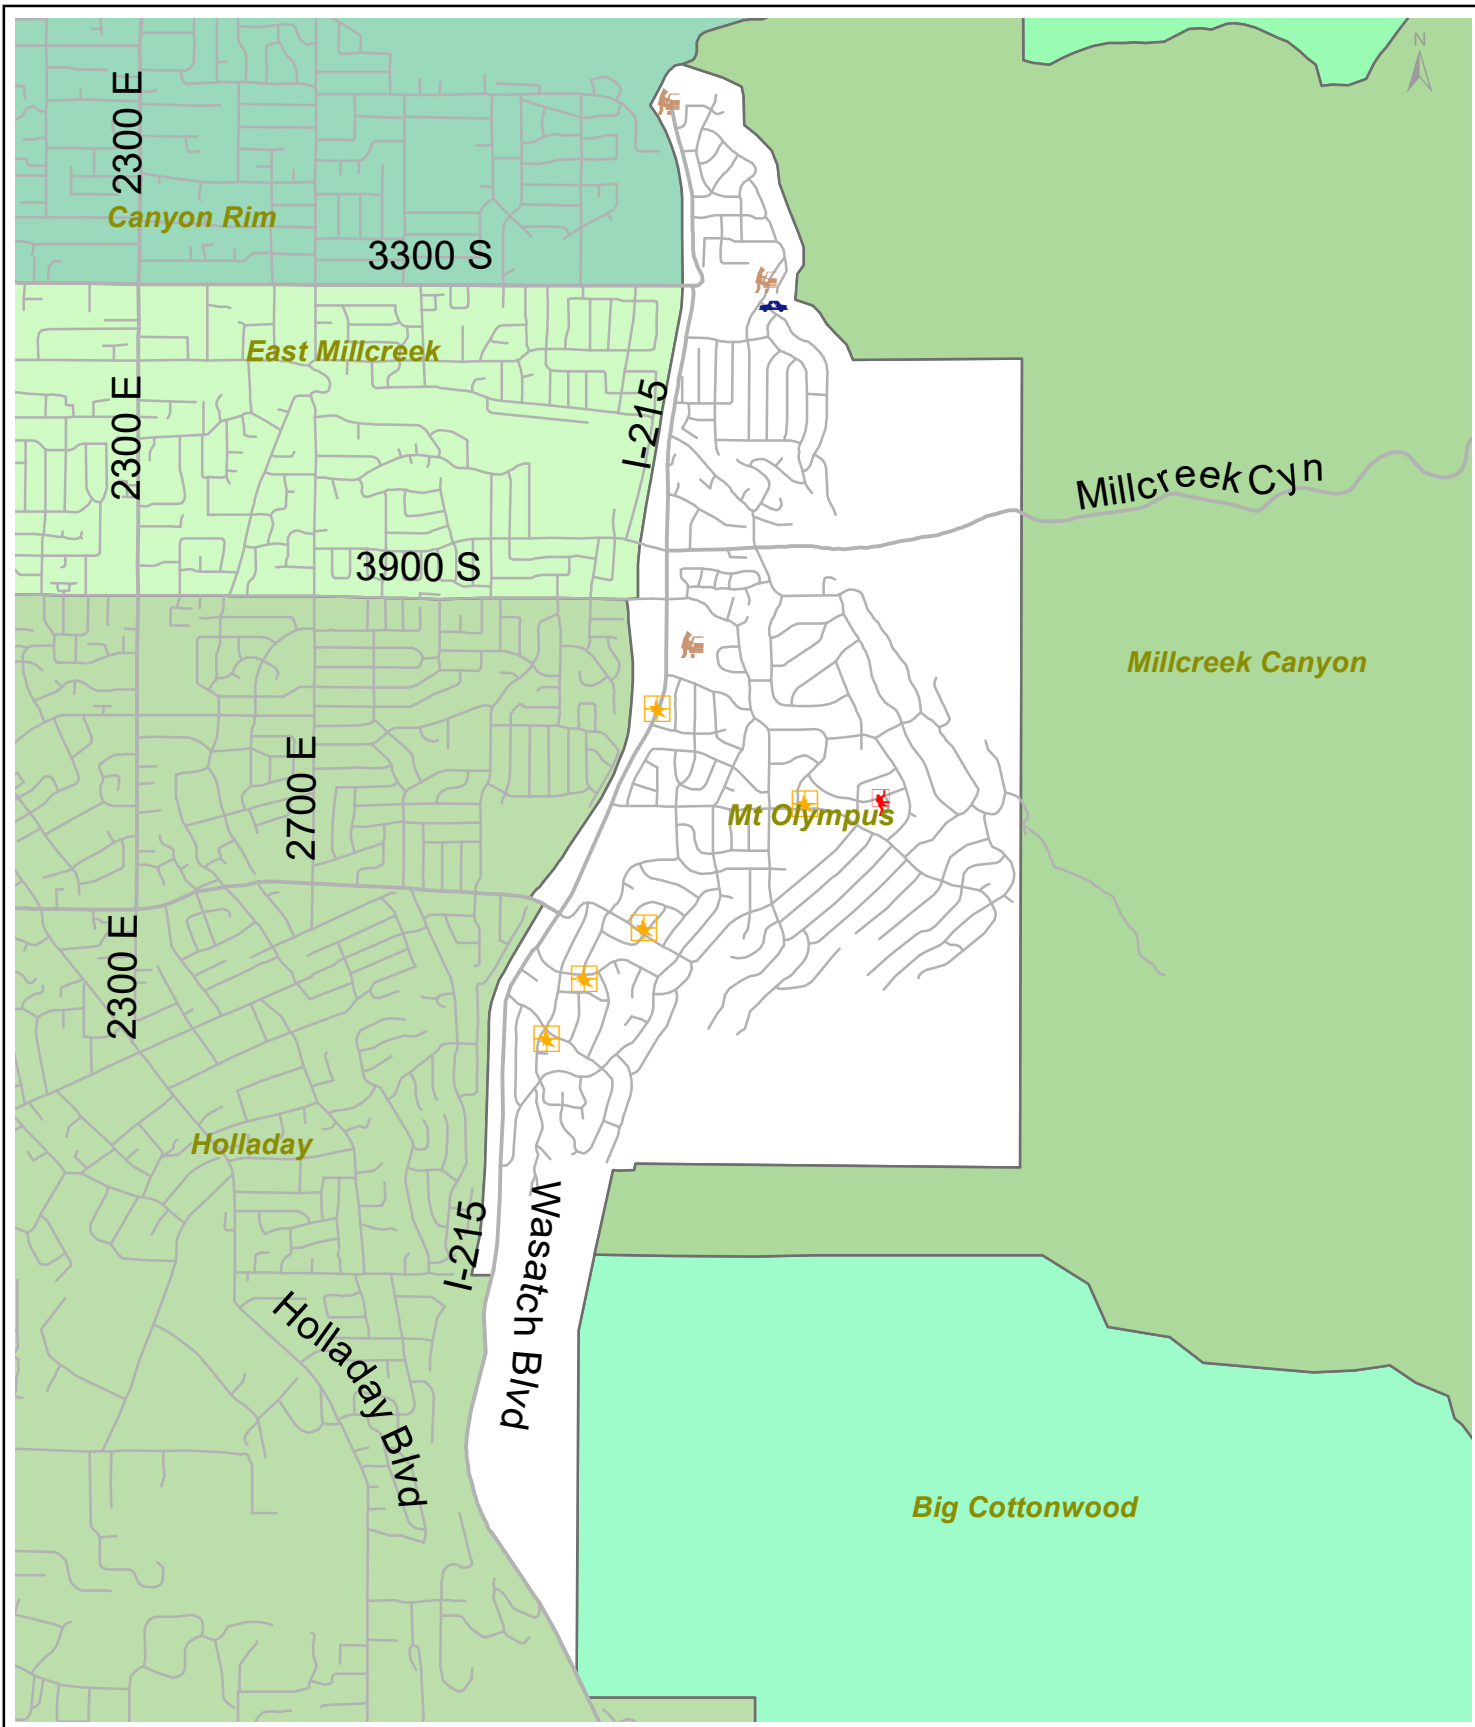 N
2300 E
Canyon Rim
3300 S
East Millcreek
2300 E
I-215
Millcreek Cyn
3900 S
Millcreek Canyon
2700 E
Mt Olympus
2300 E
Holladay
I-215
Wasatch Blvd
Holladay Blvd
Big Cottonwood